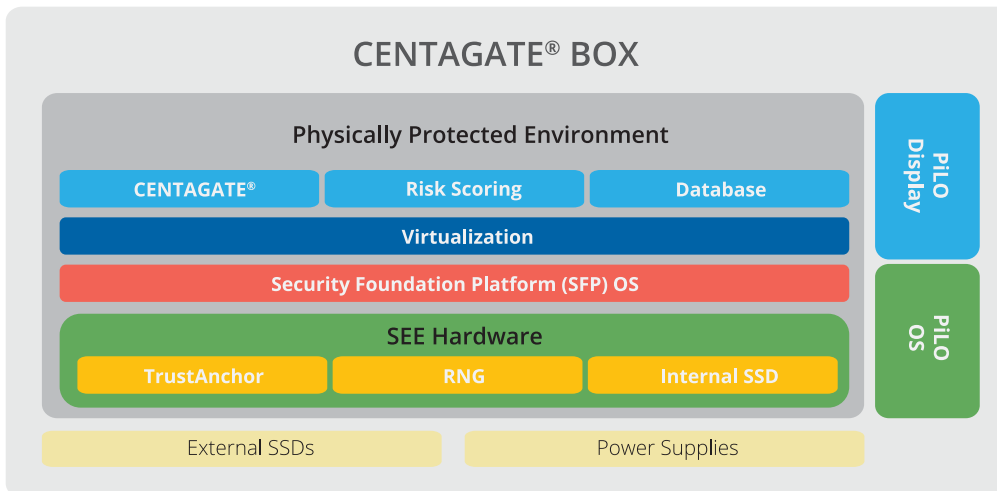 CENTAGATE® BOX
Physically Protected Environment
CENTAGATE®
Risk Scoring
Database
Virtualization
Security Foundation Platform (SFP) OS
SEE Hardware
TrustAnchor
RNG
Internal SSD
External SSDs
Power Supplies
PiLO
Display
PiLO
OS